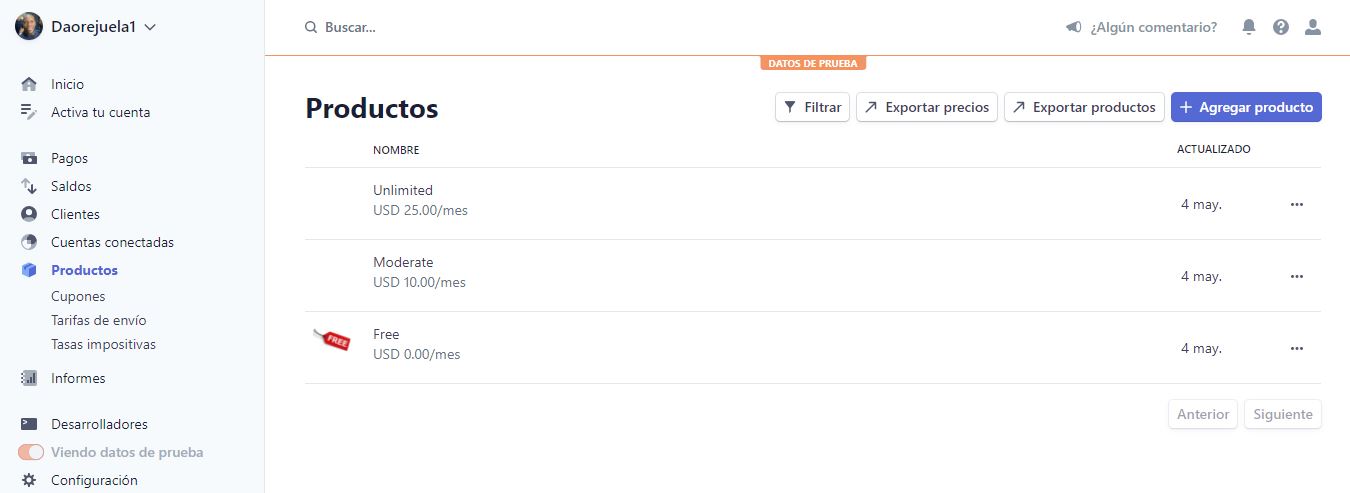 Daorejuela1
Buscar...
¿Algún comentario?
DATOS DE PRUEBA
Inicio
Activa tu cuenta
Pagos
Saldos
Clientes
Cuentas conectadas
Productos
Cupones
Tarifas de envío
Tasas impositivas
Informes
Desarrolladores
Viendo datos de prueba
Configuración
Productos
Filtrar
Exportar precios
Exportar productos
Agregar producto
NOMBRE ACTUALIZADO
Unlimited
USD 25.00/mes
4 may.
Moderate
USD 10.00/mes
4 may.
FREE
Free
USD 0.00/mes
4 may.
Anterior
Siguiente